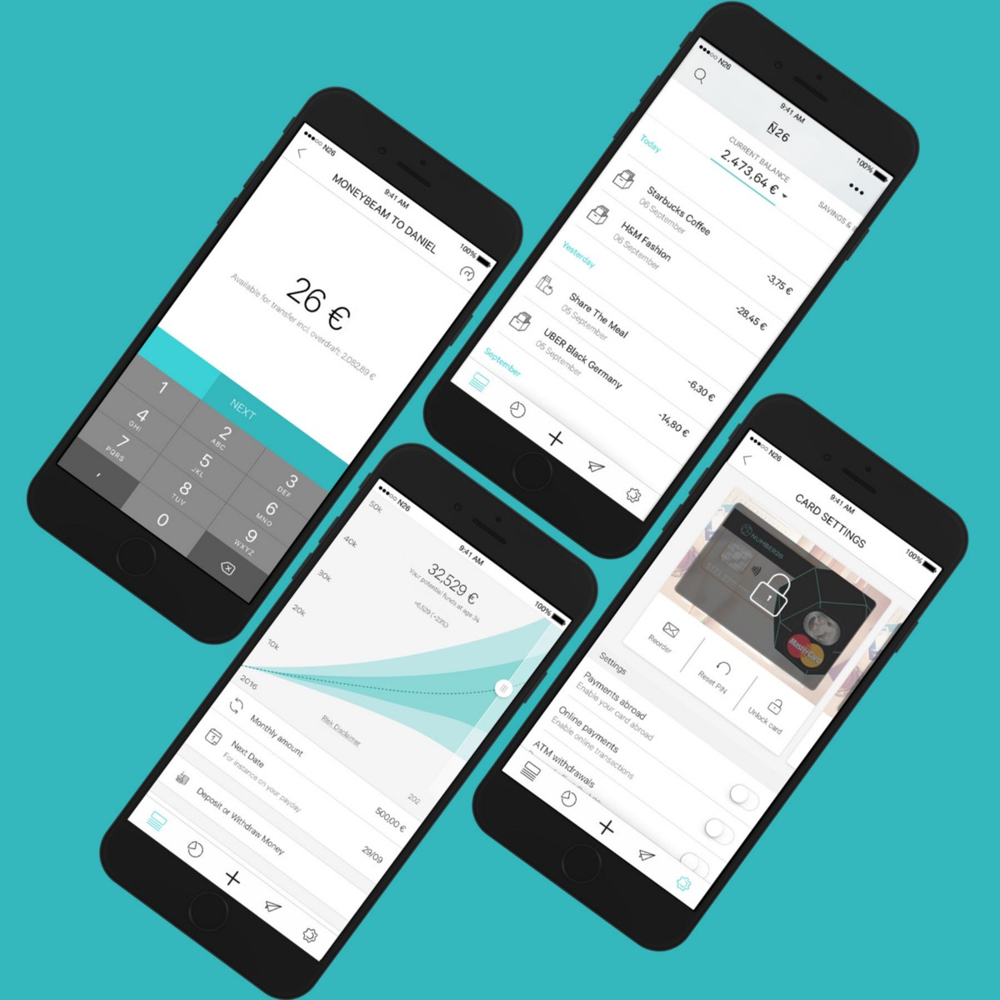 N26
9:41 AM
100%
MONEYBEAM TO DANIEL
26 €
Available for transfer incl. overdraft: 2.082,89 €
NEXT
1
2
ABC
3
DEF
4
GHI
5
JKL
6
MNO
7
PQRS
8
TUV
9
WXYZ
,
0
N26
9:41 AM
100%
N26
CURRENT BALANCE
2.473,64 €
SAVINGS &
Today
Starbucks Coffee
06 September
-3,75 €
H&M Fashion
06 September
-28,45 €
Yesterday
Share The Meal
05 September
-6,30 €
UBER Black Germany
05 September
-14,80 €
September
N26
9:41 AM
100%
50k
40k
30k
20k
10k
32,529 €
Your potential funds at age 34
+6,529 (+23%)
2016
202
Risk Disclaimer
Monthly amount
500,00 €
Next Date
For instance on your payday
29/09
Deposit or Withdraw Money
N26
9:41 AM
100%
CARD SETTINGS
NUMBER26
MasterCard
Reorder
Reset PIN
Unlock card
Settings
Payments abroad
Enable your card abroad
Online payments
Enable online transactions
ATM withdrawals